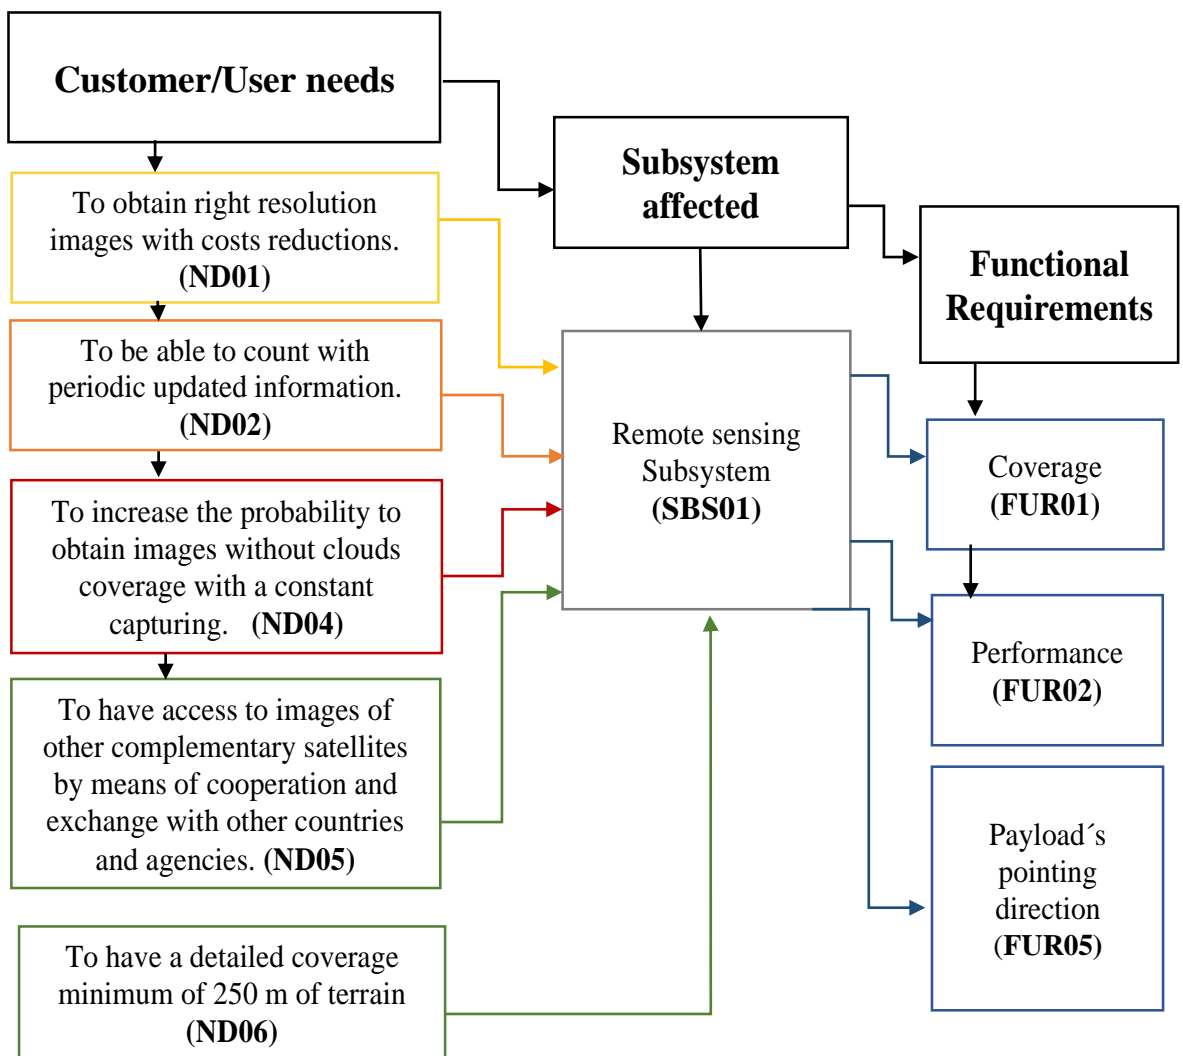 Customer/User needs
To obtain right resolution
images with costs reductions.
(ND01)
To be able to count with
periodic updated information.
(ND02)
To increase the probability to
obtain images without clouds
coverage with a constant
capturing. (ND04)
To have access to images of
other complementary satellites
by means of cooperation and
exchange with other countries
and agencies. (ND05)
To have a detailed coverage
minimum of 250 m of terrain
(ND06)
Subsystem
affected
Remote sensing
Subsystem
(SBS01)
Functional
Requirements
Coverage
(FUR01)
Performance
(FUR02)
Payload´s
pointing
direction
(FUR05)